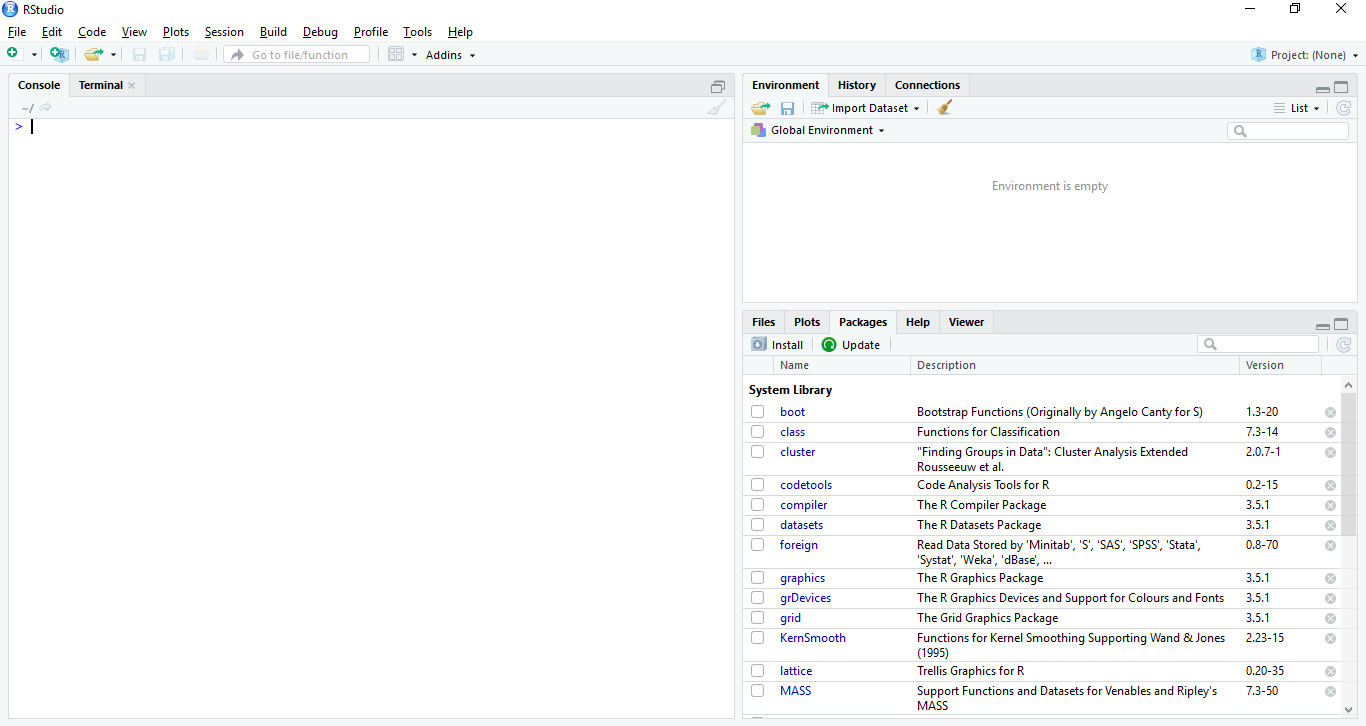 RStudio
File Edit Code View Plots Session Build Debug Profile Tools Help
Go to file/function Addins Project: (None)
Console Terminal
~/
>
Environment History Connections
Import Dataset List
Global Environment
Environment is empty
Files Plots Packages Help Viewer
Install Update
Name Description Version
System Library
boot Bootstrap Functions (Originally by Angelo Canty for S) 1.3-20
class Functions for Classification 7.3-14
cluster "Finding Groups in Data": Cluster Analysis Extended 2.0.7-1
Rousseeuw et al.
codetools Code Analysis Tools for R 0.2-15
compiler The R Compiler Package 3.5.1
datasets The R Datasets Package 3.5.1
foreign Read Data Stored by 'Minitab', 'S', 'SAS', 'SPSS', 'Stata', 0.8-70
'Systat', 'Weka', 'dBase', ...
graphics The R Graphics Package 3.5.1
grDevices The R Graphics Devices and Support for Colours and Fonts 3.5.1
grid The Grid Graphics Package 3.5.1
KernSmooth Functions for Kernel Smoothing Supporting Wand & Jones 2.23-15
(1995)
lattice Trellis Graphics for R 0.20-35
MASS Support Functions and Datasets for Venables and Ripley's 7.3-50
MASS